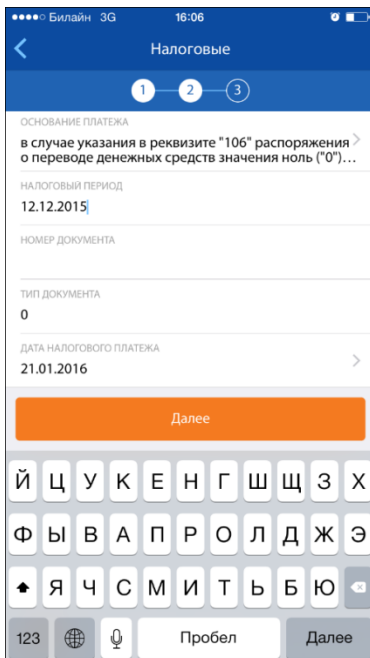 Билайн 3G 16:06
Налоговые
1 2 3
ОСНОВАНИЕ ПЛАТЕЖА
в случае указания в реквизите "106" распоряжения
о переводе денежных средств значения ноль ("0")...
НАЛОГОВЫЙ ПЕРИОД
12.12.2015
НОМЕР ДОКУМЕНТА
ТИП ДОКУМЕНТА
0
ДАТА НАЛОГОВОГО ПЛАТЕЖА
21.01.2016
Далее
Й Ц У К Е Н Г Ш Щ З Х
Ф Ы В А П Р О Л Д Ж Э
Я Ч С М И Т Ь Б Ю
123 Пробел Далее